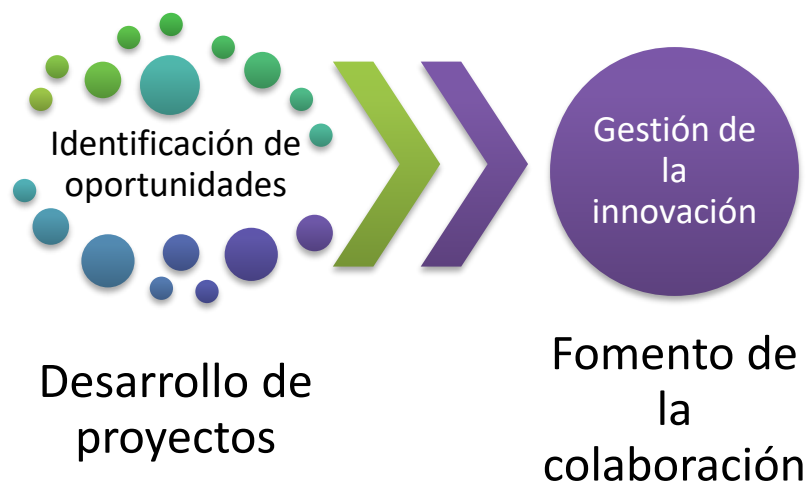 Identificación de
oportunidades
Gestión de
la
innovación
Desarrollo de
proyectos
Fomento de
la
colaboración